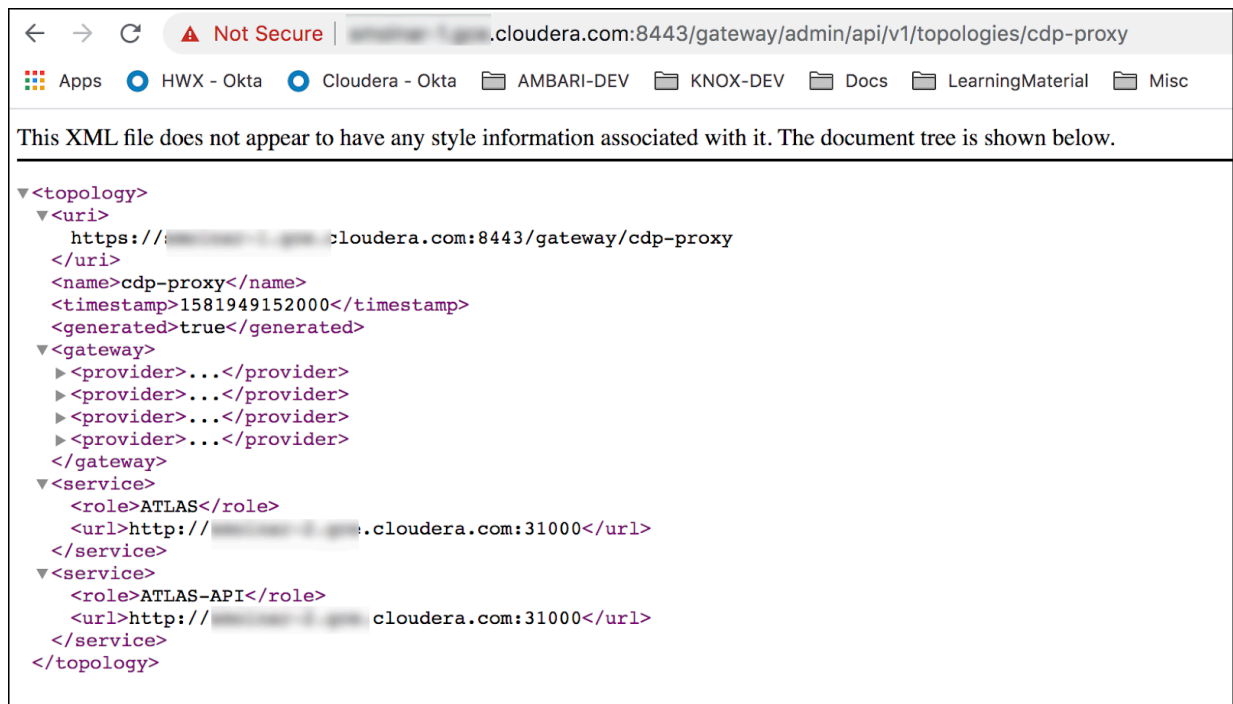 Not Secure | .cloudera.com:8443/gateway/admin/api/v1/topologies/cdp-proxy
Apps HWX - Okta Cloudera - Okta AMBARI-DEV KNOX-DEV Docs LearningMaterial Misc
This XML file does not appear to have any style information associated with it. The document tree is shown below.
▼<topology>
▼<uri>
https:// cloudera.com:8443/gateway/cdp-proxy
</uri>
<name>cdp-proxy</name>
<timestamp>1581949152000</timestamp>
<generated>true</generated>
▼<gateway>
▶<provider>...</provider>
▶<provider>...</provider>
▶<provider>...</provider>
▶<provider>...</provider>
</gateway>
▼<service>
<role>ATLAS</role>
<url>http:// .cloudera.com:31000</url>
</service>
▼<service>
<role>ATLAS-API</role>
<url>http:// cloudera.com:31000</url>
</service>
</topology>